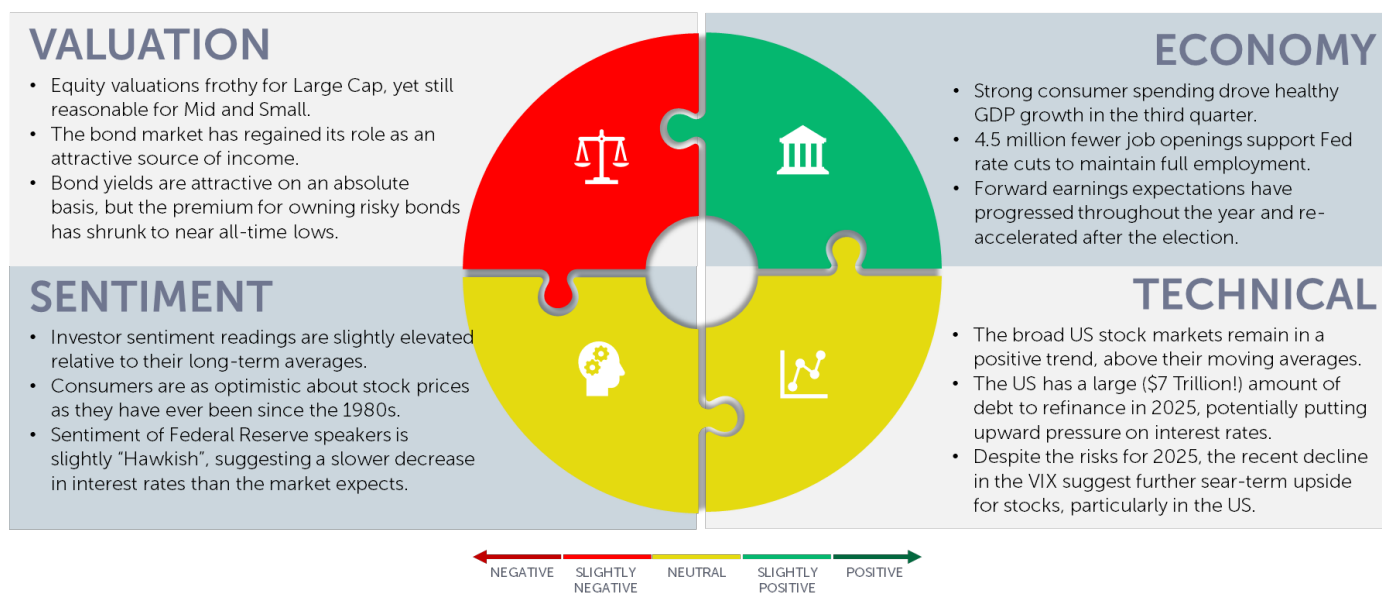 VALUATION
• Equity valuations frothy for Large Cap, yet still
reasonable for Mid and Small.
• The bond market has regained its role as an
attractive source of income.
• Bond yields are attractive on an absolute
basis, but the premium for owning risky bonds
has shrunk to near all-time lows.
ECONOMY
• Strong consumer spending drove healthy
GDP growth in the third quarter.
• 4.5 million fewer job openings support Fed
rate cuts to maintain full employment.
• Forward earnings expectations have
progressed throughout the year and re-
accelerated after the election.
SENTIMENT
• Investor sentiment readings are slightly elevated
relative to their long-term averages.
• Consumers are as optimistic about stock prices
as they have ever been since the 1980s.
• Sentiment of Federal Reserve speakers is
slightly “Hawkish”, suggesting a slower decrease
in interest rates than the market expects.
TECHNICAL
• The broad US stock markets remain in a
positive trend, above their moving averages.
• The US has a large ($7 Trillion!) amount of
debt to refinance in 2025, potentially putting
upward pressure on interest rates.
• Despite the risks for 2025, the recent decline
in the VIX suggest further sear-term upside
for stocks, particularly in the US.
NEGATIVE
SLIGHTLY
NEGATIVE
NEUTRAL
SLIGHTLY
POSITIVE
POSITIVE